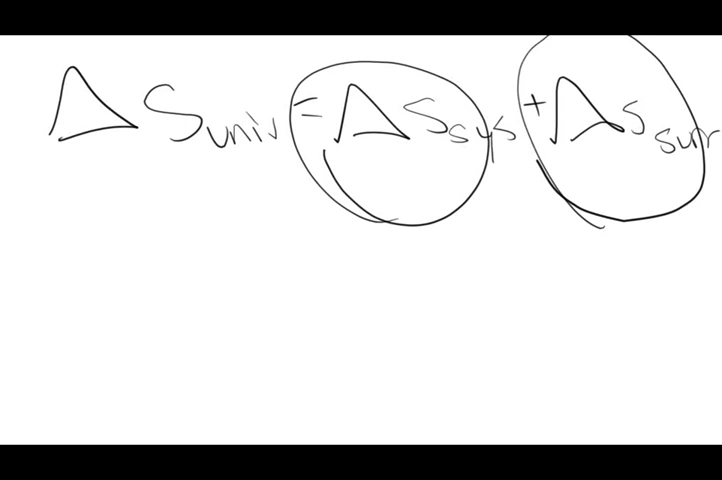 ΔSuniv = ΔSsys + ΔSsurr